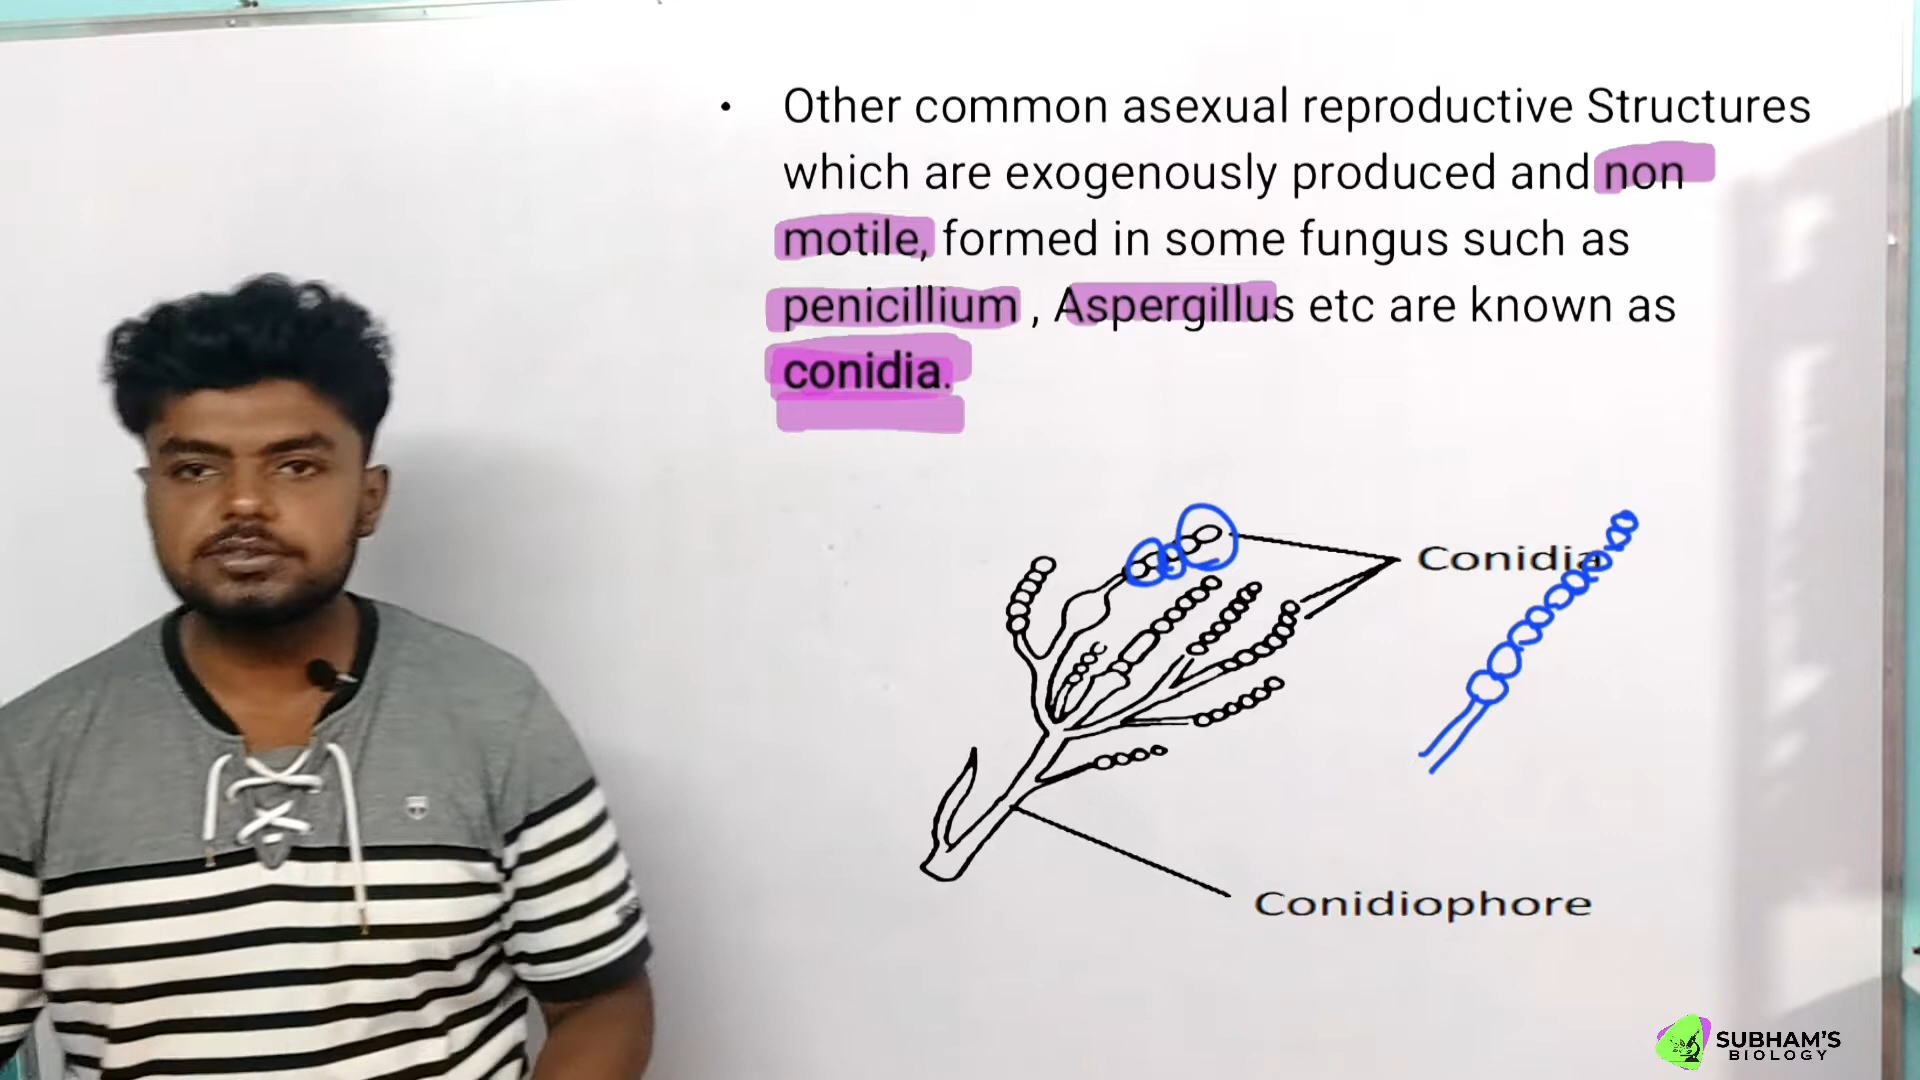 • Other common asexual reproductive Structures
which are exogenously produced and non
motile, formed in some fungus such as
penicillium , Aspergillus etc are known as
conidia.
Conidia
Conidiophore
SUBHAM'S
BIOLOGY